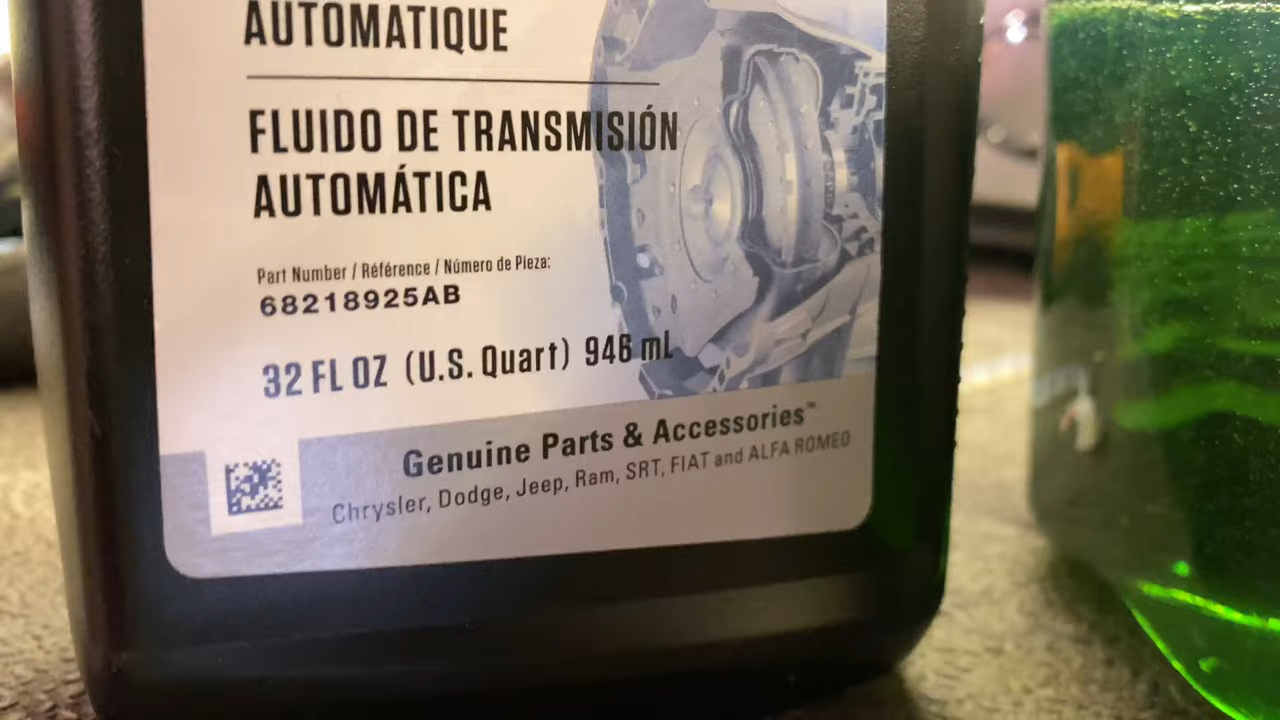 AUTOMATIQUE
FLUIDO DE TRANSMISIÓN
AUTOMÁTICA
Part Number / Référence / Número de Pieza:
68218925AB
32 FL OZ (U.S. Quart) 946 mL
Genuine Parts & Accessories™
Chrysler, Dodge, Jeep, Ram, SRT, FIAT and ALFA ROMEO